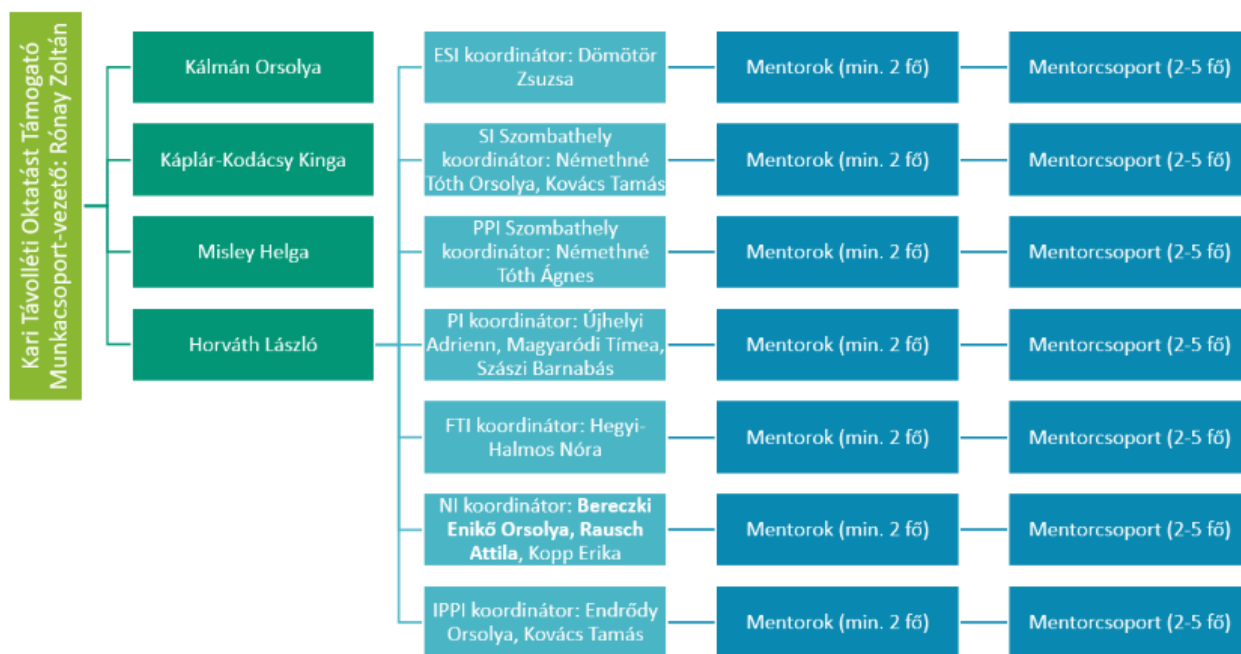 Kari Távolléti Oktatást Támogató
Munkacsoport-vezető: Rónay Zoltán
Kálmán Orsolya
Káplár-Kodácsy Kinga
Misley Helga
Horváth László
ESI koordinátor: Dömötör
Zsuzsa
Mentorok (min. 2 fő)
Mentorcsoport (2-5 fő)
SI Szombathely
koordinátor: Némethné
Tóth Orsolya, Kovács Tamás
Mentorok (min. 2 fő)
Mentorcsoport (2-5 fő)
PPI Szombathely
koordinátor: Némethné
Tóth Ágnes
Mentorok (min. 2 fő)
Mentorcsoport (2-5 fő)
PI koordinátor: Újhelyi
Adrienn, Magyaródi Tímea,
Szászi Barnabás
Mentorok (min. 2 fő)
Mentorcsoport (2-5 fő)
FTI koordinátor: Hegyi-
Halmos Nóra
Mentorok (min. 2 fő)
Mentorcsoport (2-5 fő)
NI koordinátor: Bereczki
Enikő Orsolya, Rausch
Attila, Kopp Erika
Mentorok (min. 2 fő)
Mentorcsoport (2-5 fő)
IPPI koordinátor: Endrődy
Orsolya, Kovács Tamás
Mentorok (min. 2 fő)
Mentorcsoport (2-5 fő)